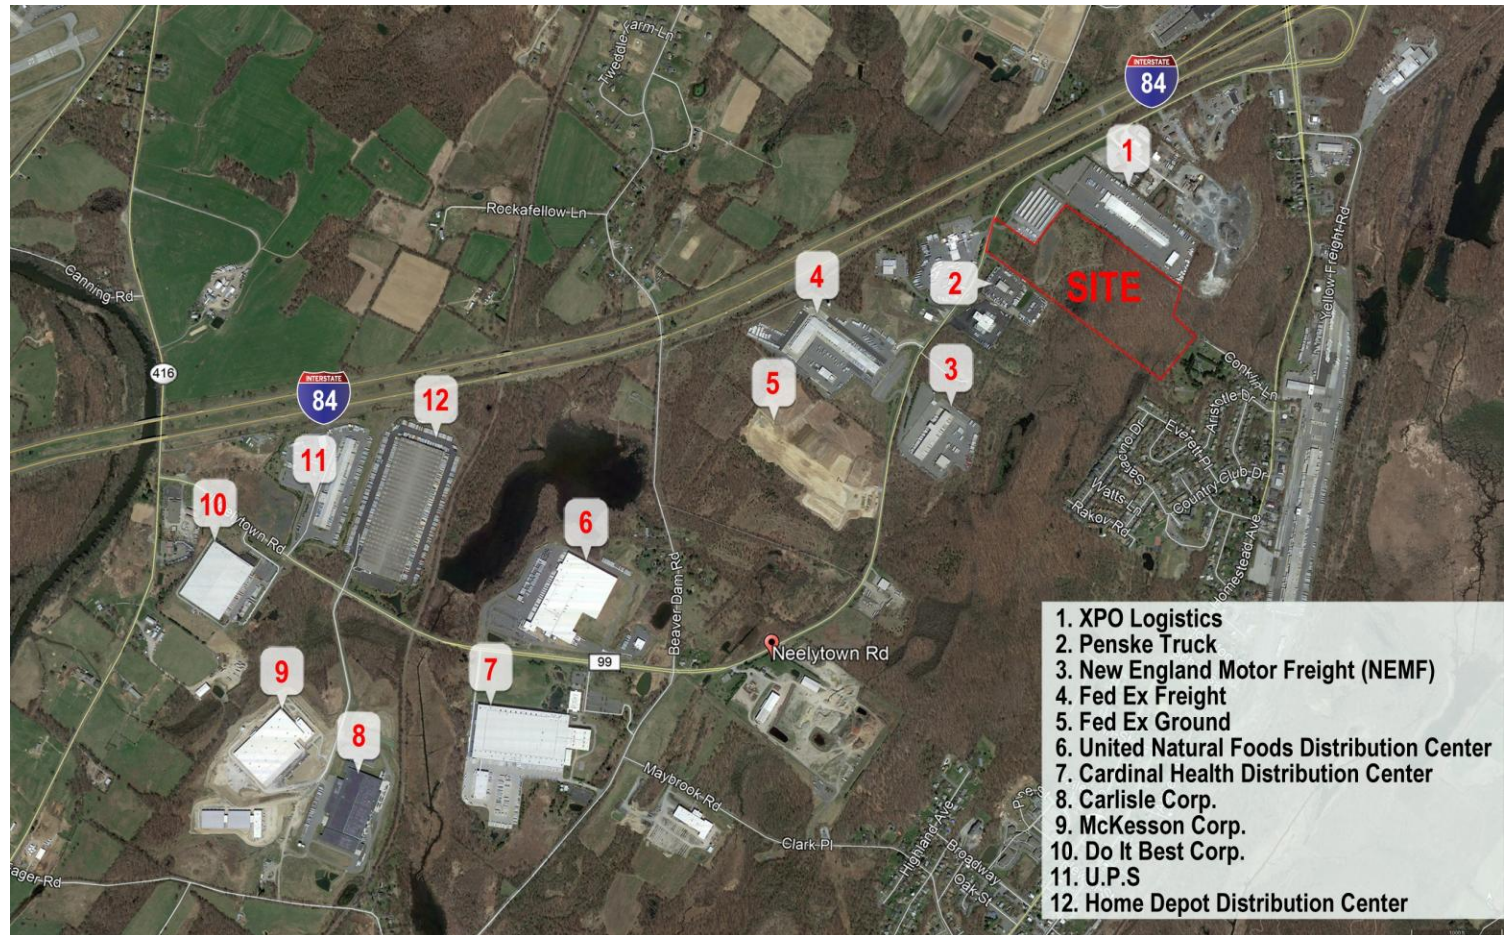 Tweddle Farm Ln
INTERSTATE
84
1
Rockafellow Ln
Canning Rd
Yellow Freight Rd
4
2
SITE
416
INTERSTATE
84
12
5
3
Conklin Ln
Aristotle Dr
11
Everett Pl
Country Club Dr
Watts Ln
Rakov Rd
10
6
Beaver Dam Rd
Homestead Ave
99
Neelytown Rd
9
7
8
Maybrook Rd
Clark Pl
Highland Ave
Broadway
Oak St
1. XPO Logistics
2. Penske Truck
3. New England Motor Freight (NEMF)
4. Fed Ex Freight
5. Fed Ex Ground
6. United Natural Foods Distribution Center
7. Cardinal Health Distribution Center
8. Carlisle Corp.
9. McKesson Corp.
10. Do It Best Corp.
11. U.P.S
12. Home Depot Distribution Center